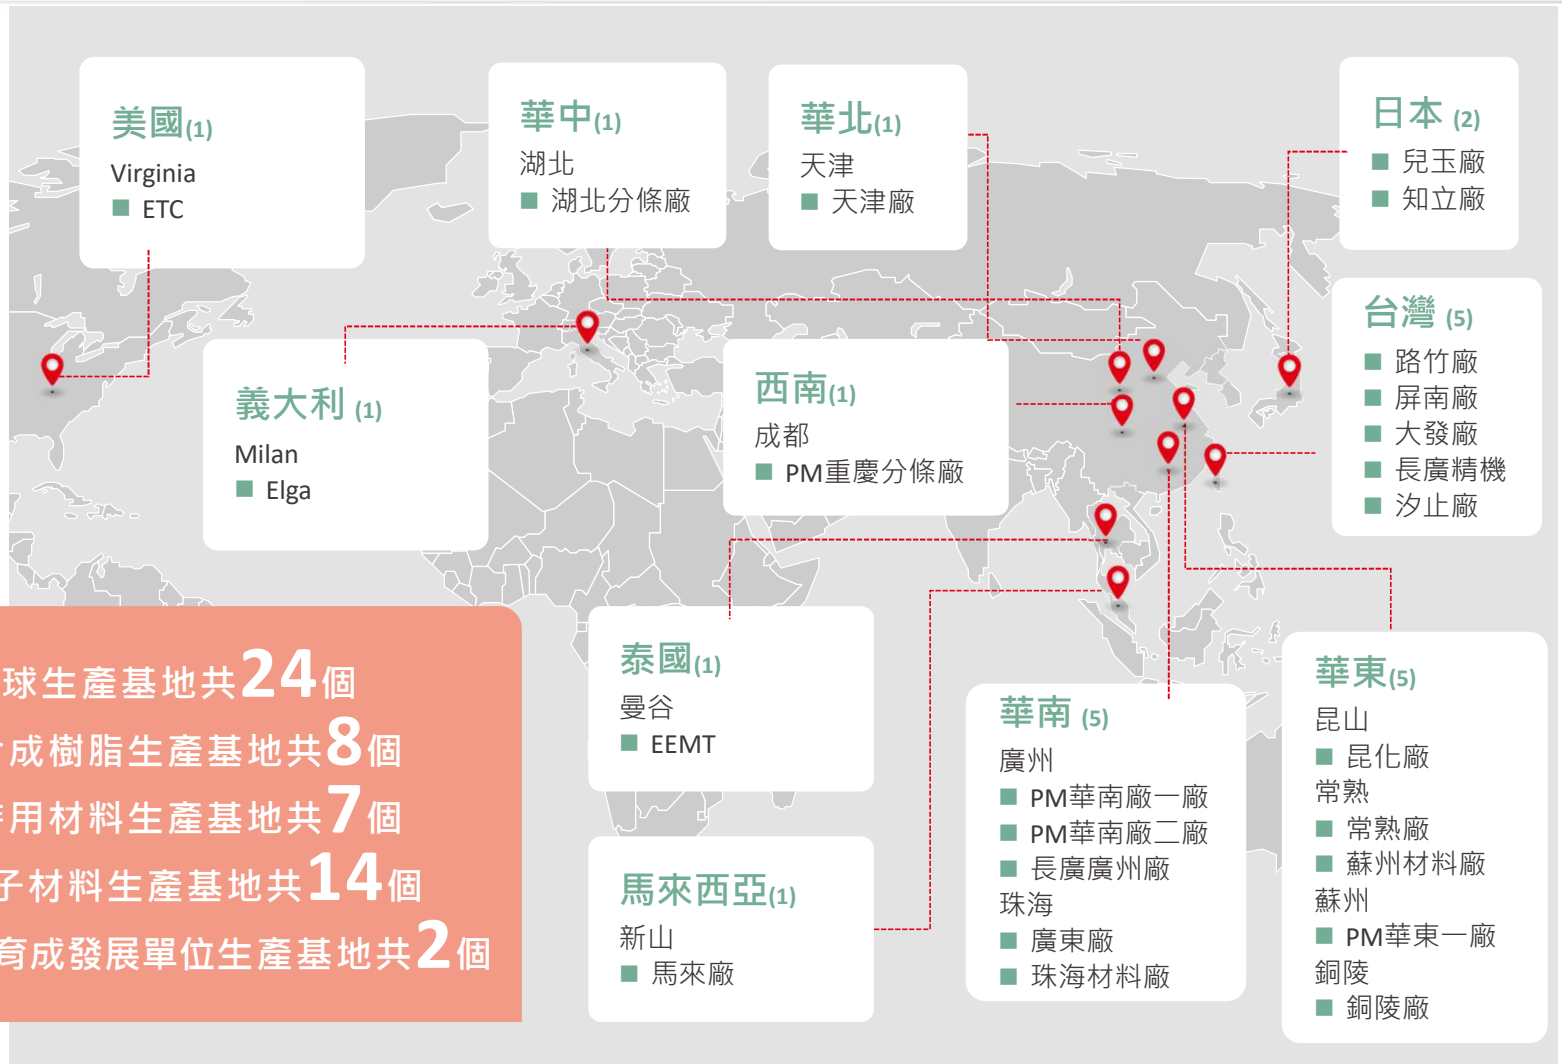 美國(1)
Virginia
■ ETC
華中(1)
湖北
■ 湖北分條廠
華北(1)
天津
■ 天津廠
日本 (2)
■ 兒玉廠
■ 知立廠
台灣 (5)
■ 路竹廠
■ 屏南廠
■ 大發廠
■ 長廣精機
■ 汐止廠
義大利 (1)
Milan
■ Elga
西南(1)
成都
■ PM重慶分條廠
泰國(1)
曼谷
■ EEMT
馬來西亞(1)
新山
■ 馬來廠
華南 (5)
廣州
■ PM華南廠一廠
■ PM華南廠二廠
■ 長廣廣州廠
珠海
■ 廣東廠
■ 珠海材料廠
華東(5)
昆山
■ 昆化廠
常熟
■ 常熟廠
■ 蘇州材料廠
蘇州
■ PM華東一廠
銅陵
■ 銅陵廠
球生產基地共24個
成樹脂生產基地共8個
用材料生產基地共7個
子材料生產基地共14個
育成發展單位生產基地共2個